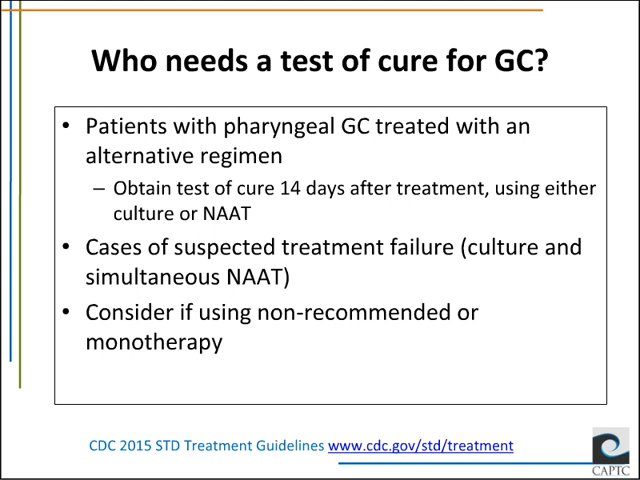 Who needs a test of cure for GC?
• Patients with pharyngeal GC treated with an
alternative regimen
– Obtain test of cure 14 days after treatment, using either
culture or NAAT
• Cases of suspected treatment failure (culture and
simultaneous NAAT)
• Consider if using non-recommended or
monotherapy
CDC 2015 STD Treatment Guidelines www.cdc.gov/std/treatment
CAPTC